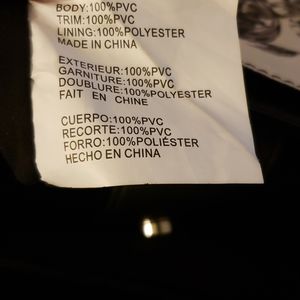 BODY:100%PVC
TRIM:100%PVC
LINING:100%POLYESTER
MADE IN CHINA
EXTERIEUR:100%PVC
GARNITURE:100%PVC
DOUBLURE:100%POLYESTER
FAIT EN CHINE
CUERPO:100%PVC
RECORTE:100%PVC
FORRO:100%POLIÉSTER
HECHO EN CHINA